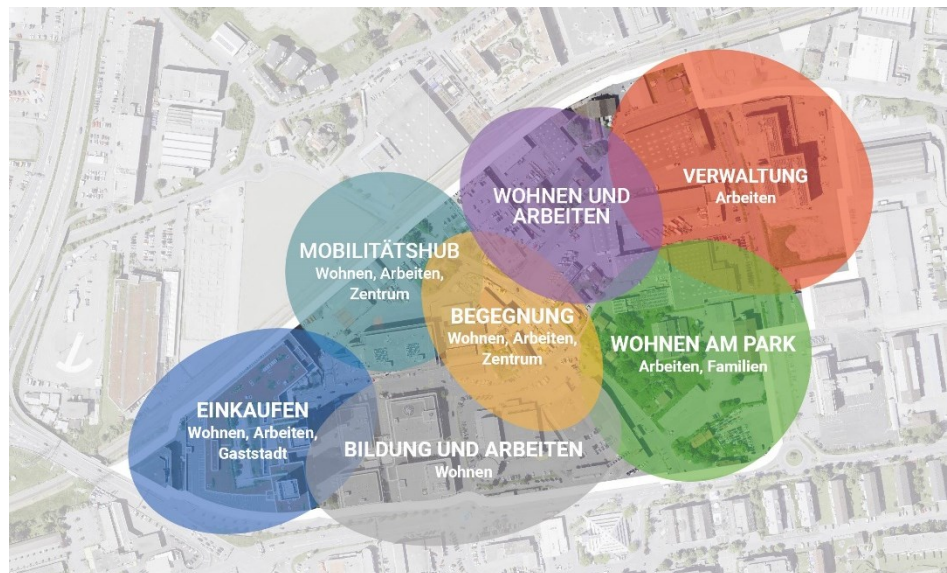 VERWALTUNG
Arbeiten
WOHNEN UND
ARBEITEN
MOBILITÄTSHUB
Wohnen, Arbeiten,
Zentrum
BEGEGNUNG
Wohnen, Arbeiten,
Zentrum
WOHNEN AM PARK
Arbeiten, Familien
EINKAUFEN
Wohnen, Arbeiten,
Gaststadt
BILDUNG UND ARBEITEN
Wohnen